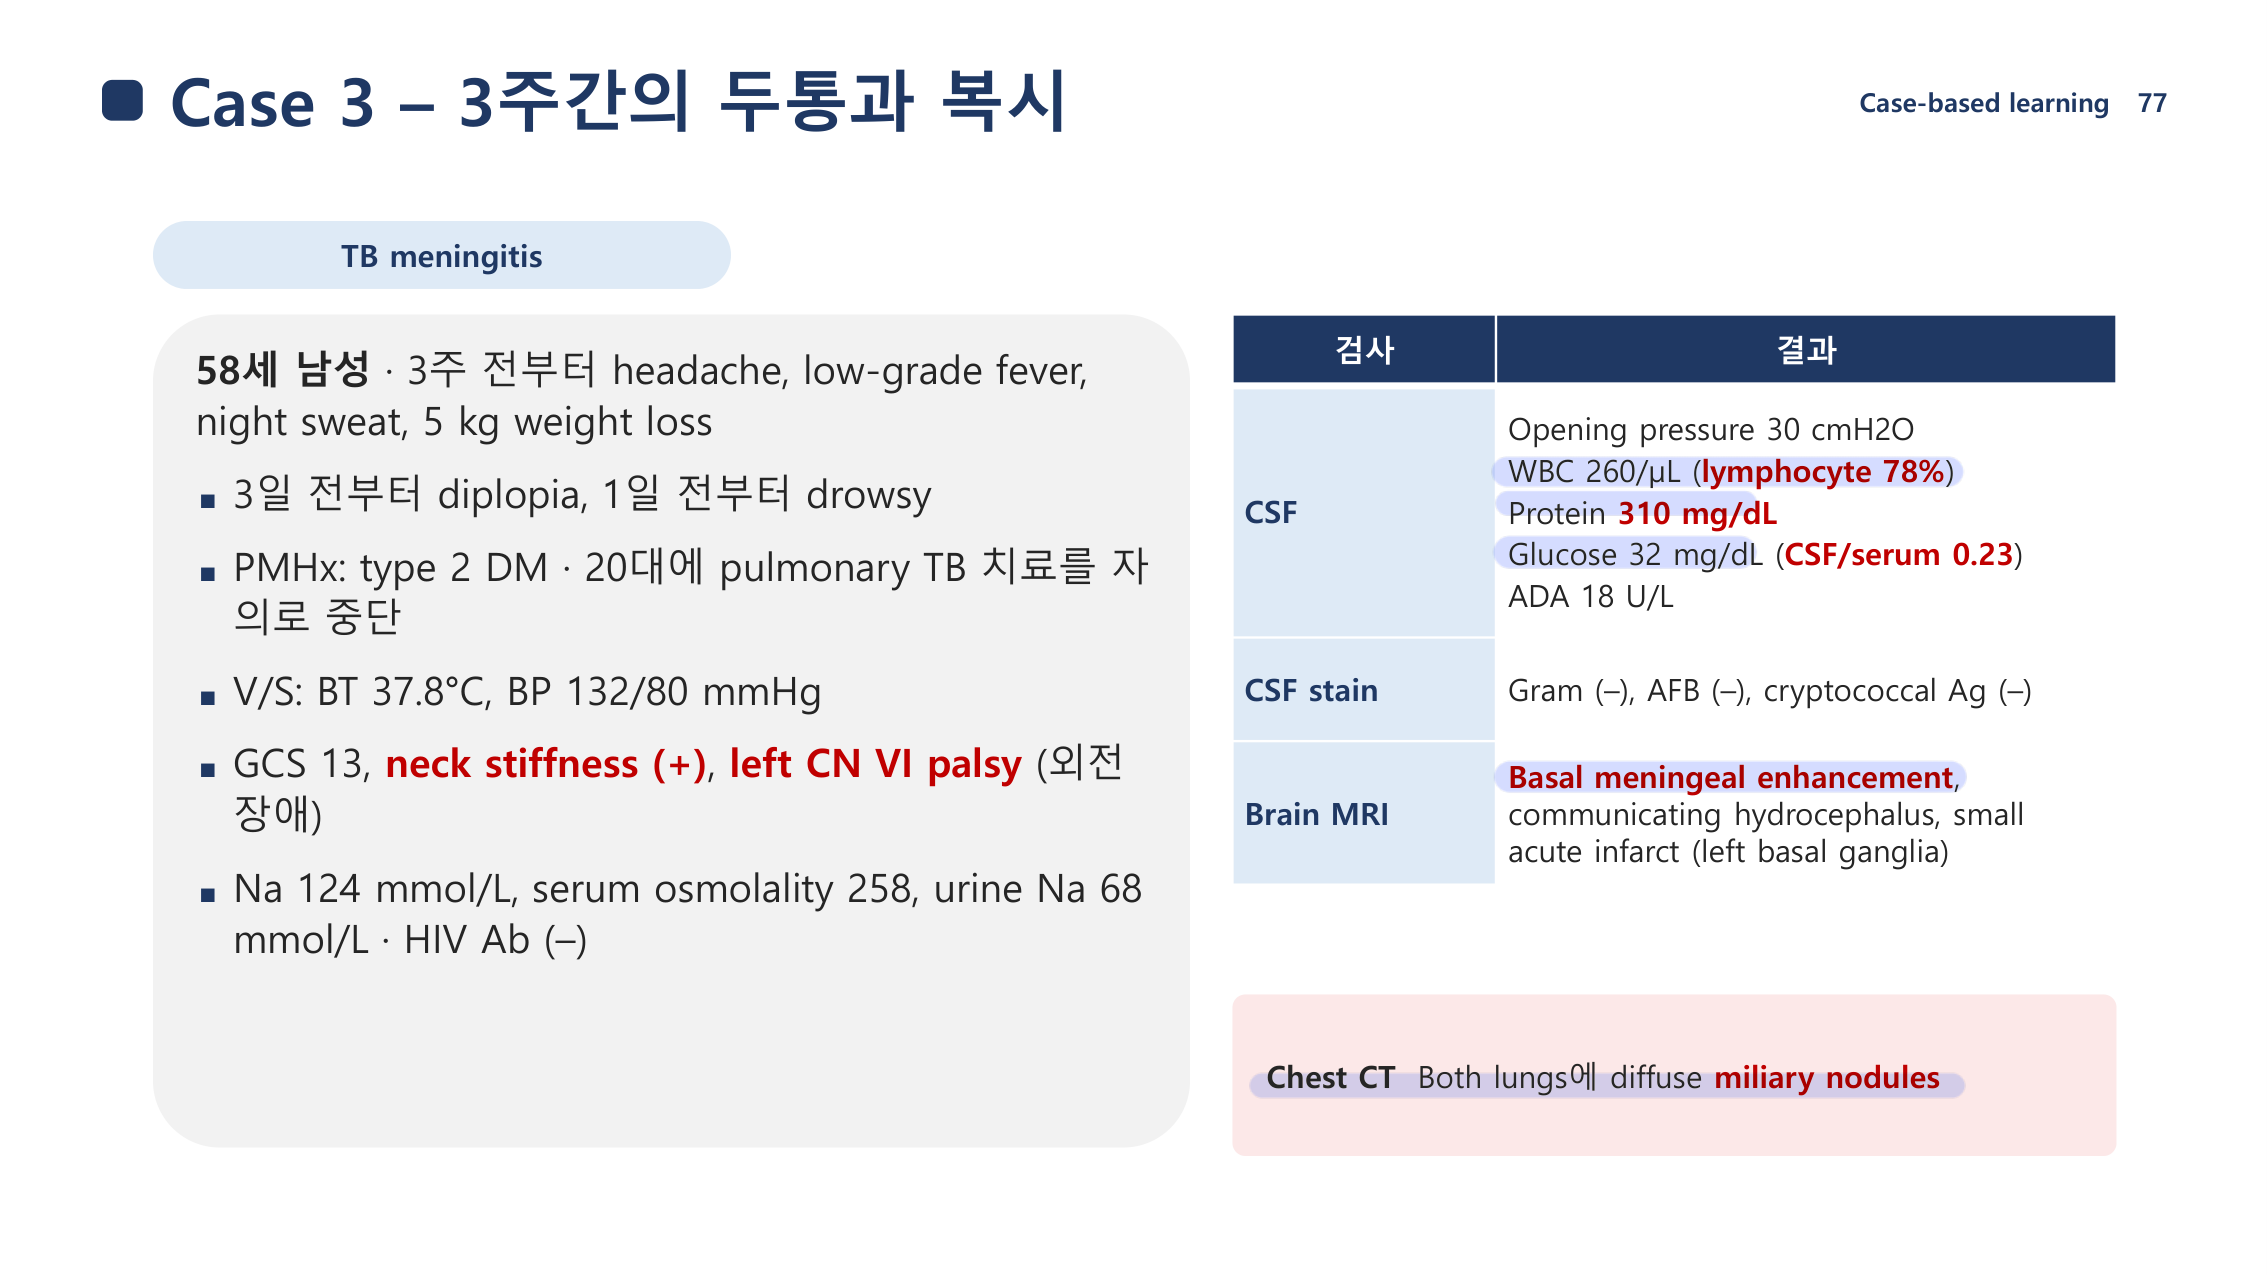 Case 3 – 3주간의 두통과 복시
Case-based learning 77
TB meningitis
58세 남성 · 3주 전부터 headache, low-grade fever,
night sweat, 5 kg weight loss
▪ 3일 전부터 diplopia, 1일 전부터 drowsy
▪ PMHx: type 2 DM · 20대에 pulmonary TB 치료를 자
의로 중단
▪ V/S: BT 37.8°C, BP 132/80 mmHg
▪ GCS 13, neck stiffness (+), left CN VI palsy (외전
장애)
▪ Na 124 mmol/L, serum osmolality 258, urine Na 68
mmol/L · HIV Ab (–)
검사 결과
CSF
Opening pressure 30 cmH2O
WBC 260/μL (lymphocyte 78%)
Protein 310 mg/dL
Glucose 32 mg/dL (CSF/serum 0.23)
ADA 18 U/L
CSF stain
Gram (–), AFB (–), cryptococcal Ag (–)
Brain MRI
Basal meningeal enhancement,
communicating hydrocephalus, small
acute infarct (left basal ganglia)
Chest CT Both lungs에 diffuse miliary nodules